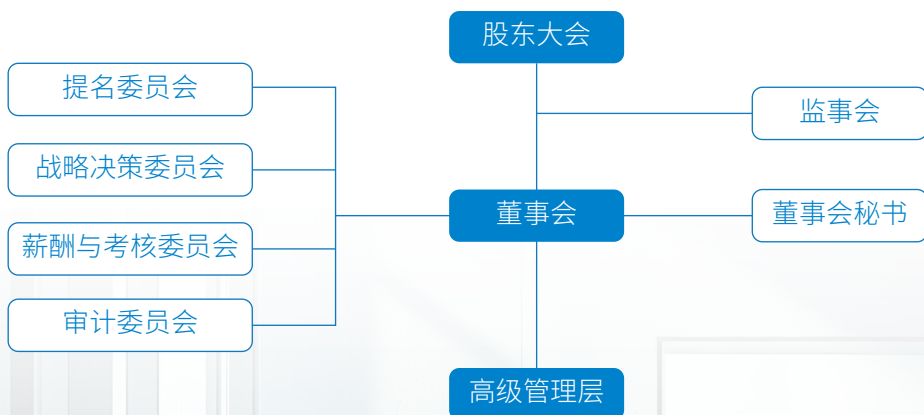 股东大会
提名委员会
监事会
战略决策委员会
董事会
董事会秘书
薪酬与考核委员会
审计委员会
高级管理层